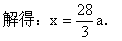 解得：x = 28/3 a.